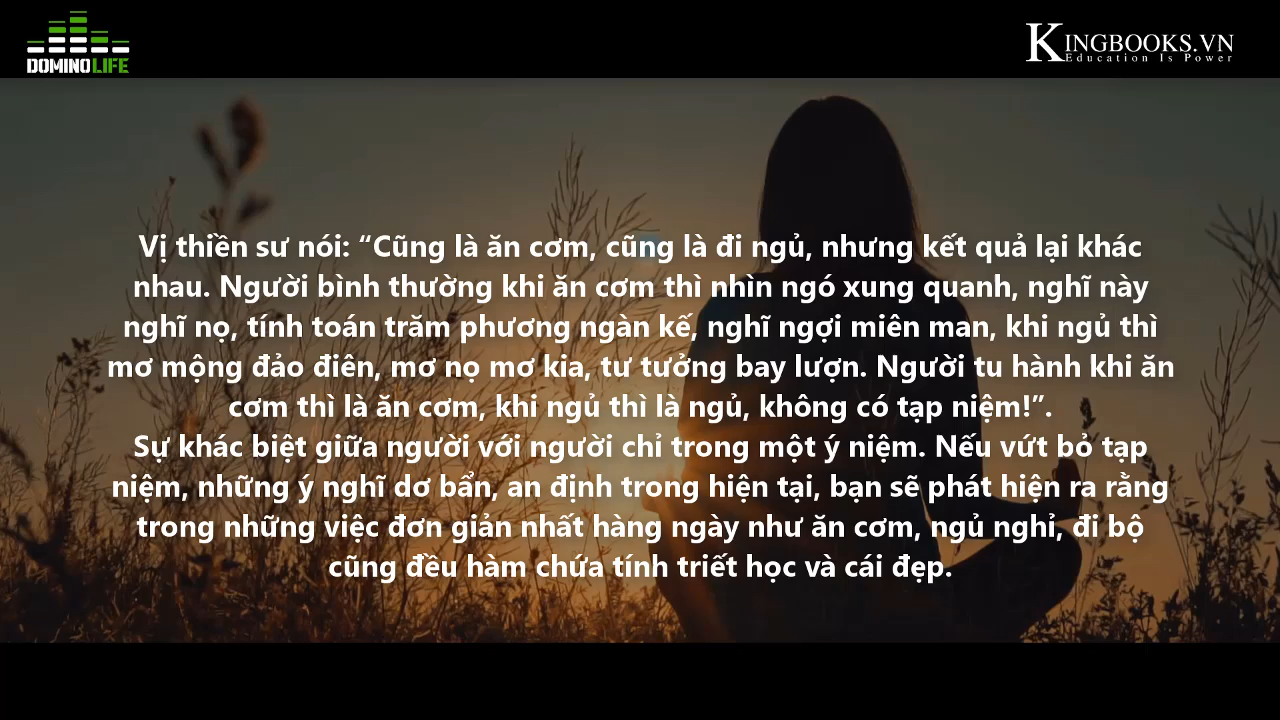 DOMINO LIFE
KINGBOOKS.VN
Education Is Power
Vị thiền sư nói: “Cũng là ăn cơm, cũng là đi ngủ, nhưng kết quả lại khác
nhau. Người bình thường khi ăn cơm thì nhìn ngó xung quanh, nghĩ này
nghĩ nọ, tính toán trăm phương ngàn kế, nghĩ ngợi miên man, khi ngủ thì
mơ mộng đảo điên, mơ nọ mơ kia, tư tưởng bay lượn. Người tu hành khi ăn
cơm thì là ăn cơm, khi ngủ thì là ngủ, không có tạp niệm!”.
Sự khác biệt giữa người với người chỉ trong một ý niệm. Nếu vứt bỏ tạp
niệm, những ý nghĩ dơ bẩn, an định trong hiện tại, bạn sẽ phát hiện ra rằng
trong những việc đơn giản nhất hàng ngày như ăn cơm, ngủ nghỉ, đi bộ
cũng đều hàm chứa tính triết học và cái đẹp.